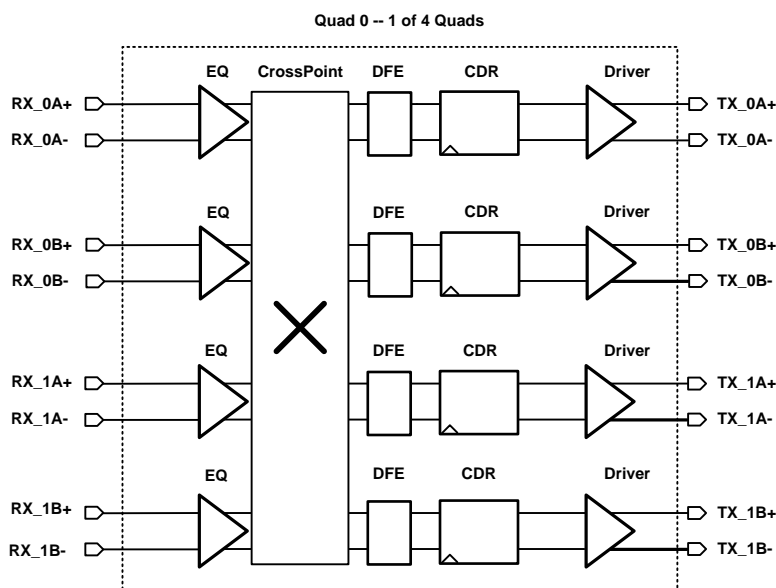 Quad 0 -- 1 of 4 Quads
EQ CrossPoint DFE CDR Driver
RX_0A+ TX_0A+
RX_0A- TX_0A-
EQ DFE CDR Driver
RX_0B+ TX_0B+
RX_0B- TX_0B-
EQ DFE CDR Driver
RX_1A+ TX_1A+
RX_1A- TX_1A-
EQ DFE CDR Driver
RX_1B+ TX_1B+
RX_1B- TX_1B-